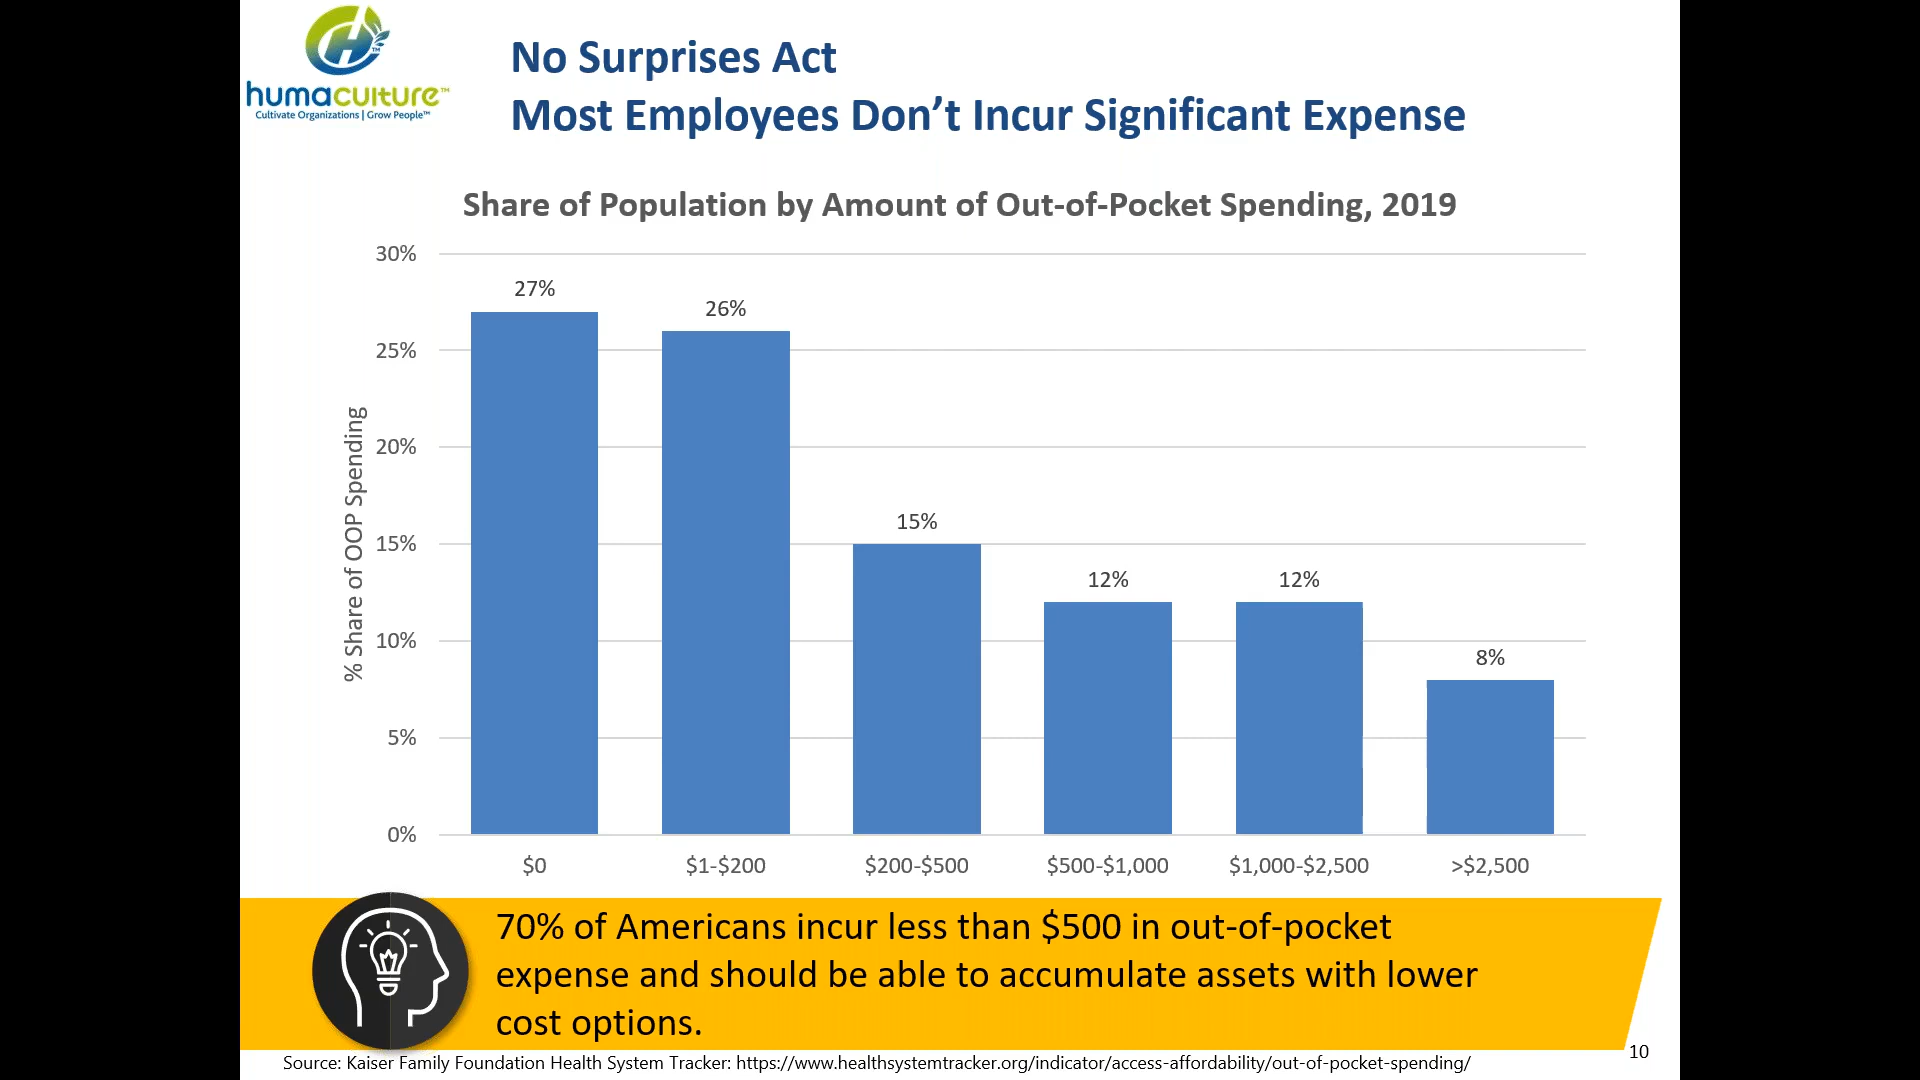 humaculture™
Cultivate Organizations | Grow People™
No Surprises Act
Most Employees Don’t Incur Significant Expense
Share of Population by Amount of Out-of-Pocket Spending, 2019
% Share of OOP Spending
30%
25%
20%
15%
10%
5%
0%
27%
26%
15%
12%
12%
8%
$0
$1-$200
$200-$500
$500-$1,000
$1,000-$2,500
>$2,500
70% of Americans incur less than $500 in out-of-pocket
expense and should be able to accumulate assets with lower
cost options.
Source: Kaiser Family Foundation Health System Tracker: https://www.healthsystemtracker.org/indicator/access-affordability/out-of-pocket-spending/
10